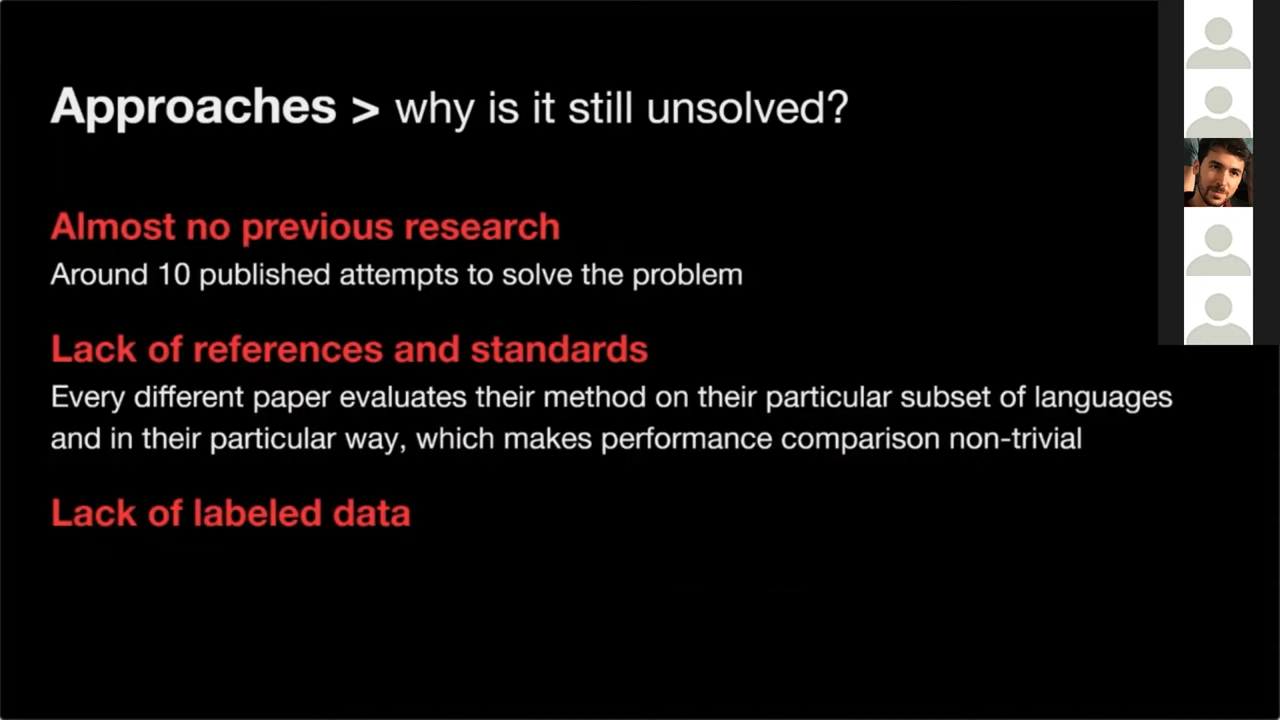 Approaches > why is it still unsolved?
Almost no previous research
Around 10 published attempts to solve the problem
Lack of references and standards
Every different paper evaluates their method on their particular subset of languages
and in their particular way, which makes performance comparison non-trivial
Lack of labeled data